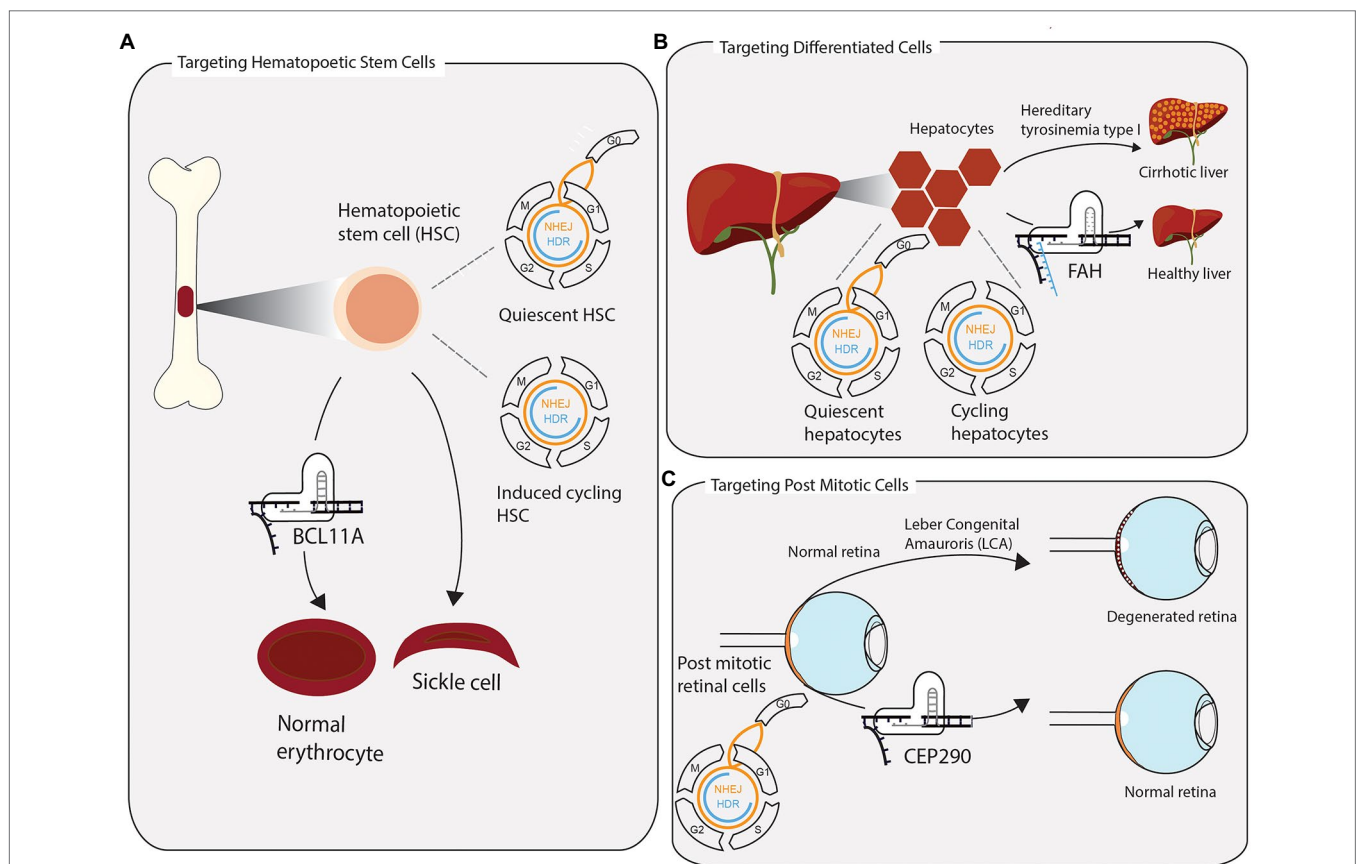 A
Targeting Hematopoetic Stem Cells
Hematopoietic
stem cell (HSC)
G0
M
G1
NHEJ
HDR
G2
S
Quiescent HSC
M
G1
NHEJ
HDR
G2
S
Induced cycling
HSC
BCL11A
Normal
erythrocyte
Sickle cell
B
Targeting Differentiated Cells
Hepatocytes
Hereditary
tyrosinemia type I
Cirrhotic liver
FAH
Healthy liver
G0
M
G1
NHEJ
HDR
G2
S
Quiescent
hepatocytes
M
G1
NHEJ
HDR
G2
S
Cycling
hepatocytes
C
Targeting Post Mitotic Cells
Normal retina
Leber Congenital
Amauroris (LCA)
Degenerated retina
Post mitotic
retinal cells
G0
M
G1
NHEJ
HDR
G2
S
CEP290
Normal retina